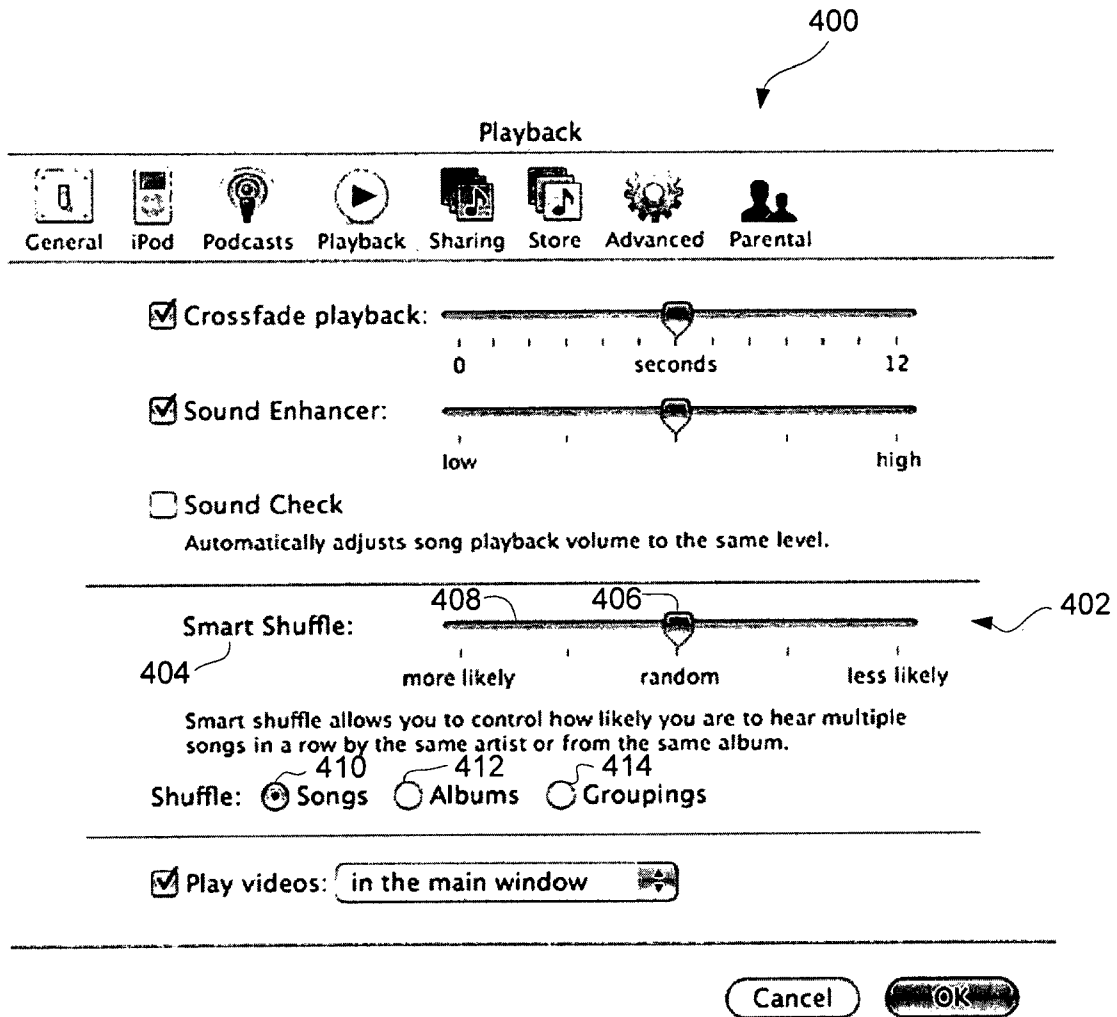 400
Playback
General iPod Podcasts Playback Sharing Store Advanced Parental
Crossfade playback:
0 seconds 12
Sound Enhancer:
low high
Sound Check
Automatically adjusts song playback volume to the same level.
408 406 402
Smart Shuffle:
404
more likely random less likely
Smart shuffle allows you to control how likely you are to hear multiple
songs in a row by the same artist or from the same album.
410 412 414
Shuffle: Songs Albums Groupings
Play videos: in the main window
Cancel OK